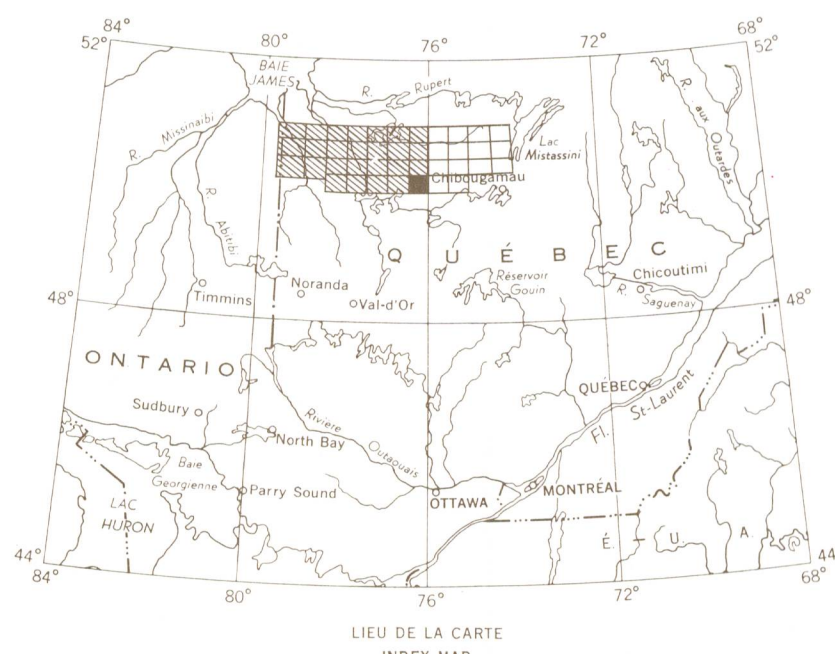 84°
52°
80°
76°
72°
68°
52°
BAIE
JAMES
R. Rupert
R. Missinaibi
R. aux Outardes
Lac
Mistassini
Chibougamau
R. Abitibi
QUÉBEC
Réservoir
Gouin
Chicoutimi
R. Saguenay
Noranda
Timmins
Val-d'Or
48°
48°
ONTARIO
QUÉBEC
Fl. St-Laurent
Sudbury
Rivière Outaouais
North Bay
Baie
Georgienne
Parry Sound
OTTAWA
MONTRÉAL
LAC
HURON
É. - U. A.
44°
84°
80°
76°
72°
68°
44
LIEU DE LA CARTE
INDEX MAP